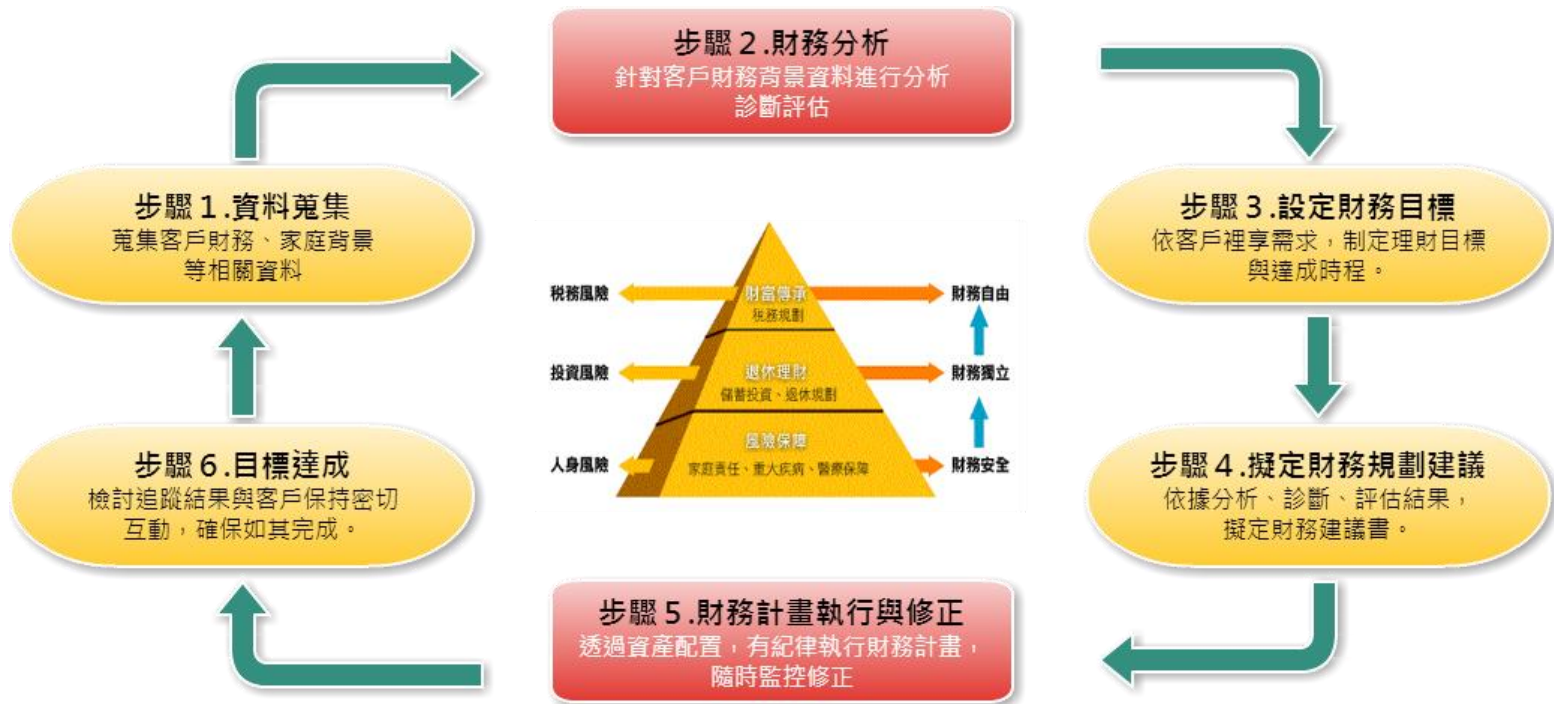 步驟2.財務分析
針對客戶財務背景資料進行分析
診斷評估
步驟1.資料蒐集
蒐集客戶財務、家庭背景
等相關資料
步驟3.設定財務目標
依客戶裡享需求，制定理財目標
與達成時程。
稅務風險
財富傳承
稅務規劃
財務自由
投資風險
退休理財
儲蓄投資、退休規劃
財務獨立
人身風險
風險保障
家庭責任、重大疾病、醫療保障
財務安全
步驟6.目標達成
檢討追蹤結果與客戶保持密切
互動，確保如其完成。
步驟4.擬定財務規劃建議
依據分析、診斷、評估結果，
擬定財務建議書。
步驟5.財務計畫執行與修正
透過資產配置，有紀律執行財務計畫，
隨時監控修正